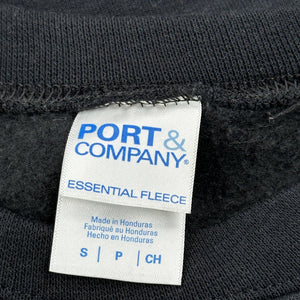 PORT &
COMPANY®
ESSENTIAL FLEECE
Made in Honduras
Fabriqué au Honduras
Hecho en Honduras
S | P | CH